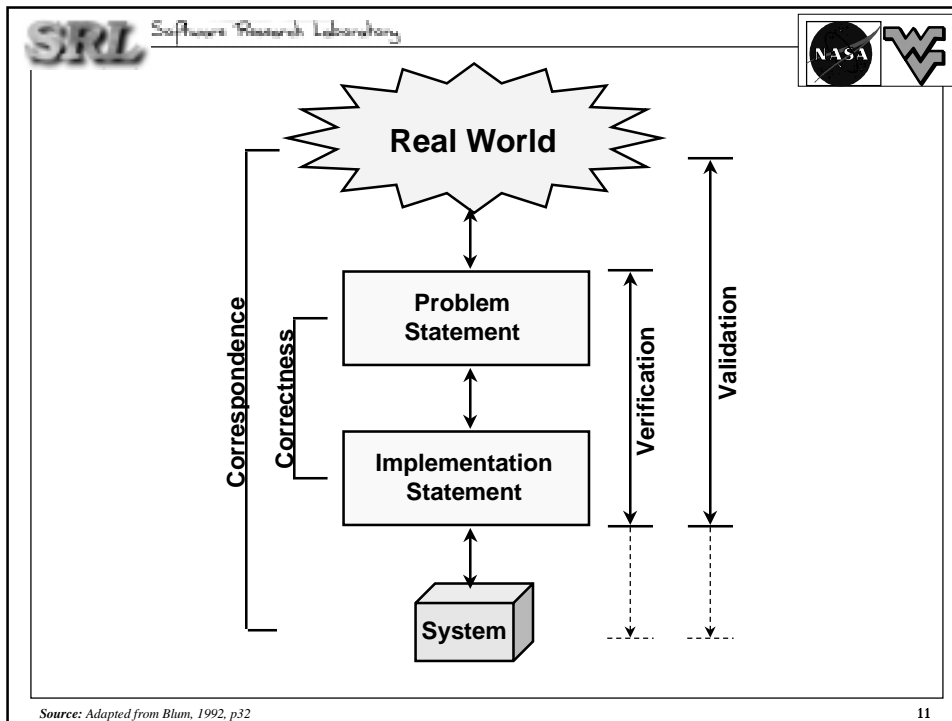 SRL Software Research Laboratory
NASA
WV
Real World
Problem
Statement
Implementation
Statement
System
Correspondence
Correctness
Verification
Validation
Source: Adapted from Blum, 1992, p32
11